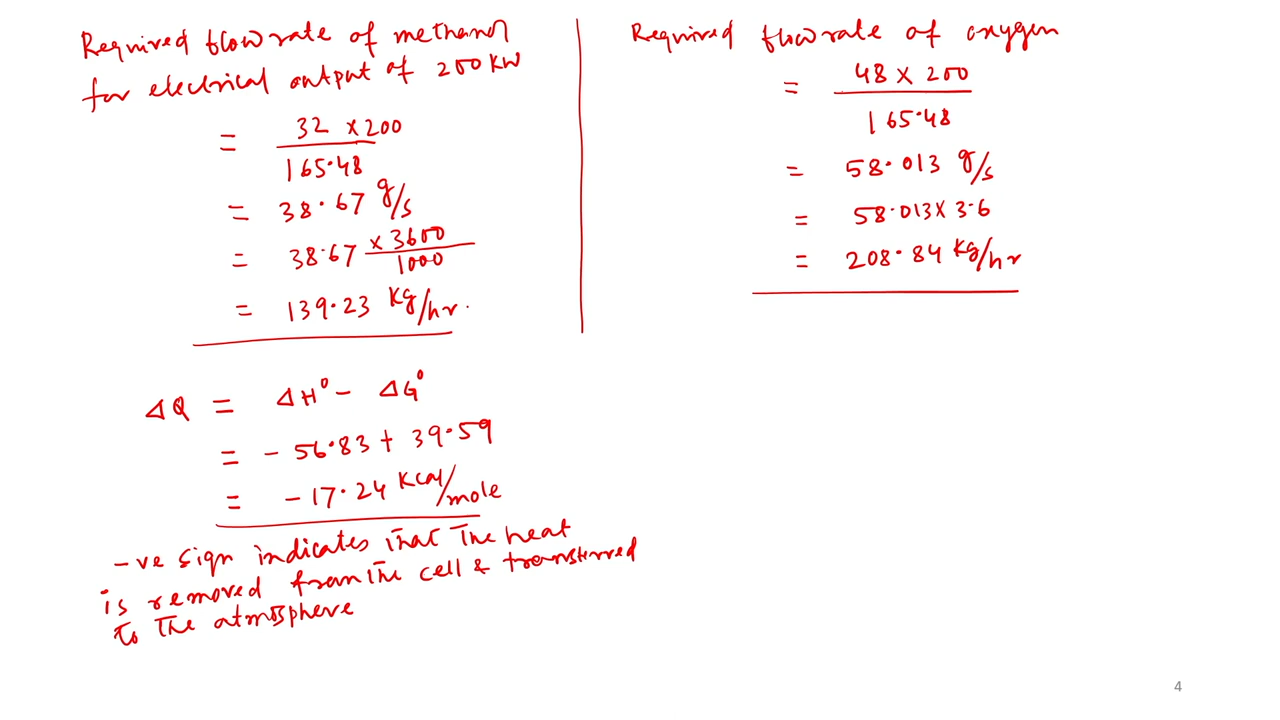 Required flow rate of methanol
for electrical output of 200 KW
= 32 × 200 / 165.48
= 38.67 g/s
= 38.67 × 3600 / 1000
= 139.23 Kg/hr.
Required flow rate of oxygen
= 48 × 200 / 165.48
= 58.013 g/s
= 58.013 × 3.6
= 208.84 Kg/hr
ΔQ = ΔH° - ΔG°
= - 56.83 + 39.59
= - 17.24 Kcal/mole
-ve sign indicates that the heat
is removed from the cell & transferred
to the atmosphere
4